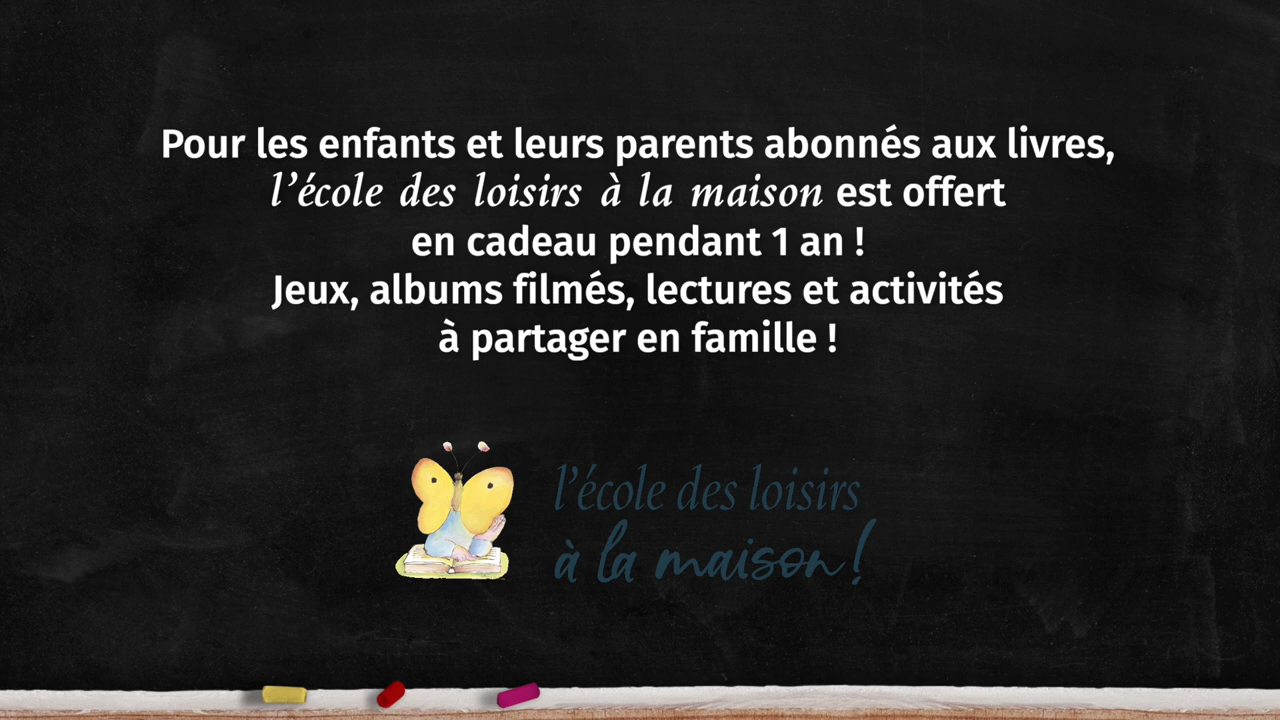 Pour les enfants et leurs parents abonnés aux livres,
l'école des loisirs à la maison est offert
en cadeau pendant 1 an !
Jeux, albums filmés, lectures et activités
à partager en famille !
l'école des loisirs
à la maison!